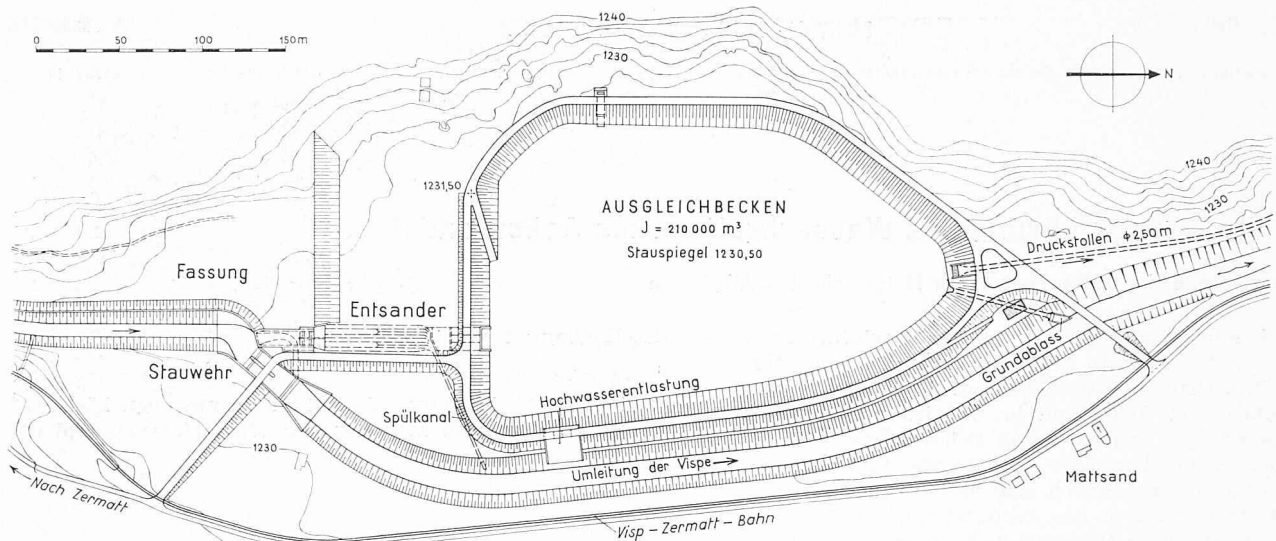 1240
0 50 100 150 m
1230
N
1231,50
AUSGLEICHBECKEN
J = 210 000 m³
Stauspiegel 1230,50
1240
1230
Druckstollen ϕ 2,50 m
Fassung
Entsander
Stauwehr
Hochwasserentlastung
Grundablass
Spülkanal
1230
Umleitung der Vispe
Mattsand
Nach Zermatt
Visp - Zermatt - Bahn